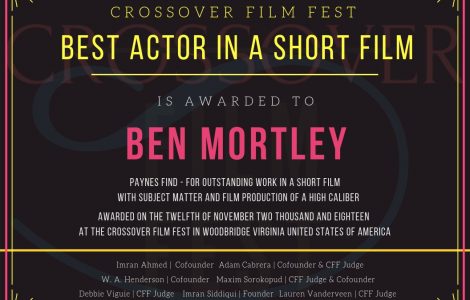 CROSSOVER FILM FEST
BEST ACTOR IN A SHORT FILM
IS AWARDED TO
BEN MORTLEY
PAYNES FIND - FOR OUTSTANDING WORK IN A SHORT FILM
WITH SUBJECT MATTER AND FILM PRODUCTION OF A HIGH CALIBER
AWARDED ON THE TWELFTH OF NOVEMBER TWO THOUSAND AND EIGHTEEN
AT THE CROSSOVER FILM FEST IN WOODBRIDGE VIRGINIA UNITED STATES OF AMERICA
Imran Ahmed | Cofounder Adam Cabrera | Cofounder & CFF Judge
W. A. Henderson | Cofounder Maxim Sorokopud | CFF Judge & Cofounder
Debbie Viguie | CFF Judge Imran Siddiqui | Founder Lauren Vanderveen | CFF Judge
CROSSOVER
FILM